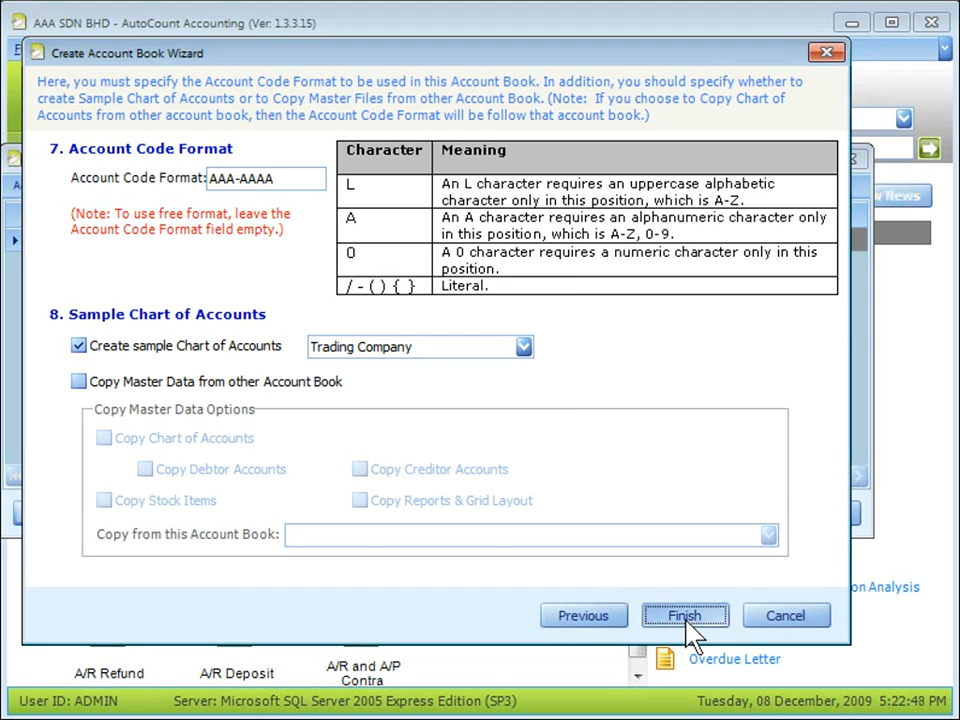 AAA SDN BHD - AutoCount Accounting (Ver: 1.3.3.15)
Create Account Book Wizard
Here, you must specify the Account Code Format to be used in this Account Book. In addition, you should specify whether to
create Sample Chart of Accounts or to Copy Master Files from other Account Book. (Note: If you choose to Copy Chart of
Accounts from other account book, then the Account Code Format will be follow that account book.)
7. Account Code Format
Account Code Format: AAA-AAAA
(Note: To use free format, leave the
Account Code Format field empty.)
Character Meaning
L An L character requires an uppercase alphabetic
character only in this position, which is A-Z.
A An A character requires an alphanumeric character only
in this position, which is A-Z, 0-9.
0 A 0 character requires a numeric character only in this
position.
/ - ( ) { } Literal.
News
8. Sample Chart of Accounts
Create sample Chart of Accounts Trading Company
Copy Master Data from other Account Book
Copy Master Data Options
Copy Chart of Accounts
Copy Debtor Accounts Copy Creditor Accounts
Copy Stock Items Copy Reports & Grid Layout
Copy from this Account Book:
on Analysis
Previous Finish Cancel
Overdue Letter
A/R Refund A/R Deposit A/R and A/P
Contra
User ID: ADMIN Server: Microsoft SQL Server 2005 Express Edition (SP3) Tuesday, 08 December, 2009 5:22:48 PM